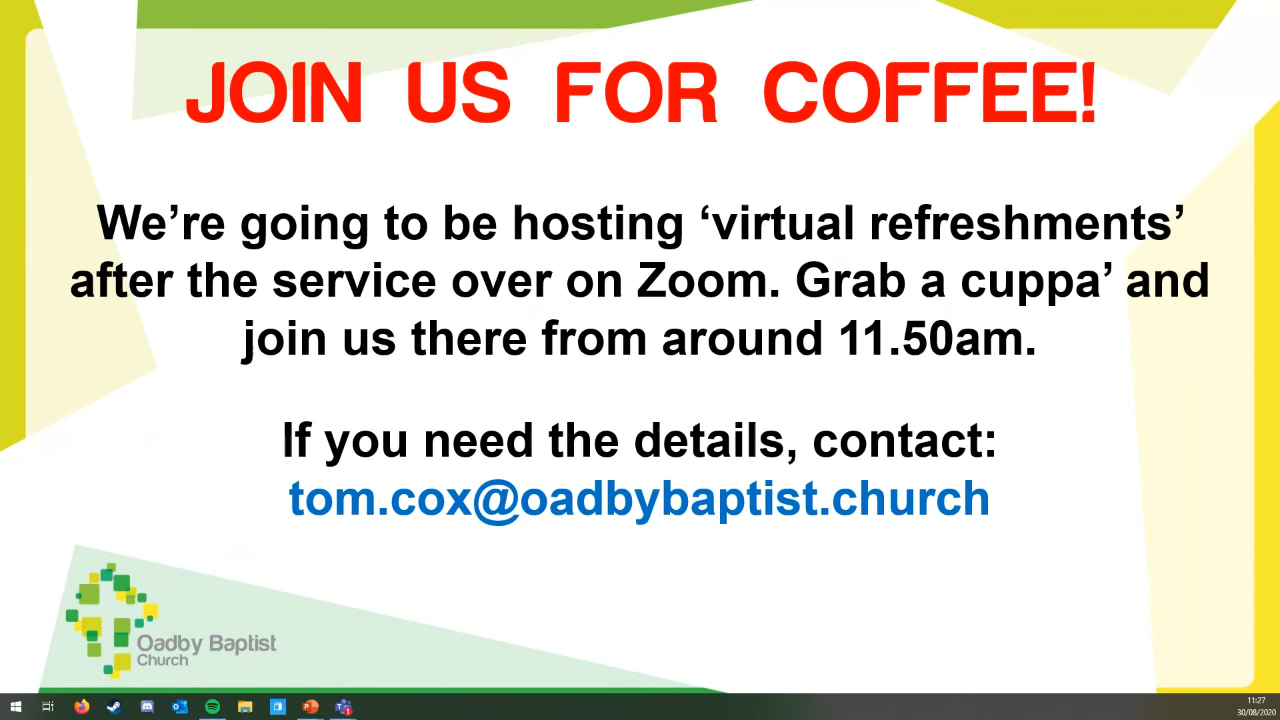 JOIN US FOR COFFEE!
We’re going to be hosting ‘virtual refreshments’
after the service over on Zoom. Grab a cuppa’ and
join us there from around 11.50am.
If you need the details, contact:
tom.cox@oadbybaptist.church
Oadby Baptist
Church
11:27
30/08/2020